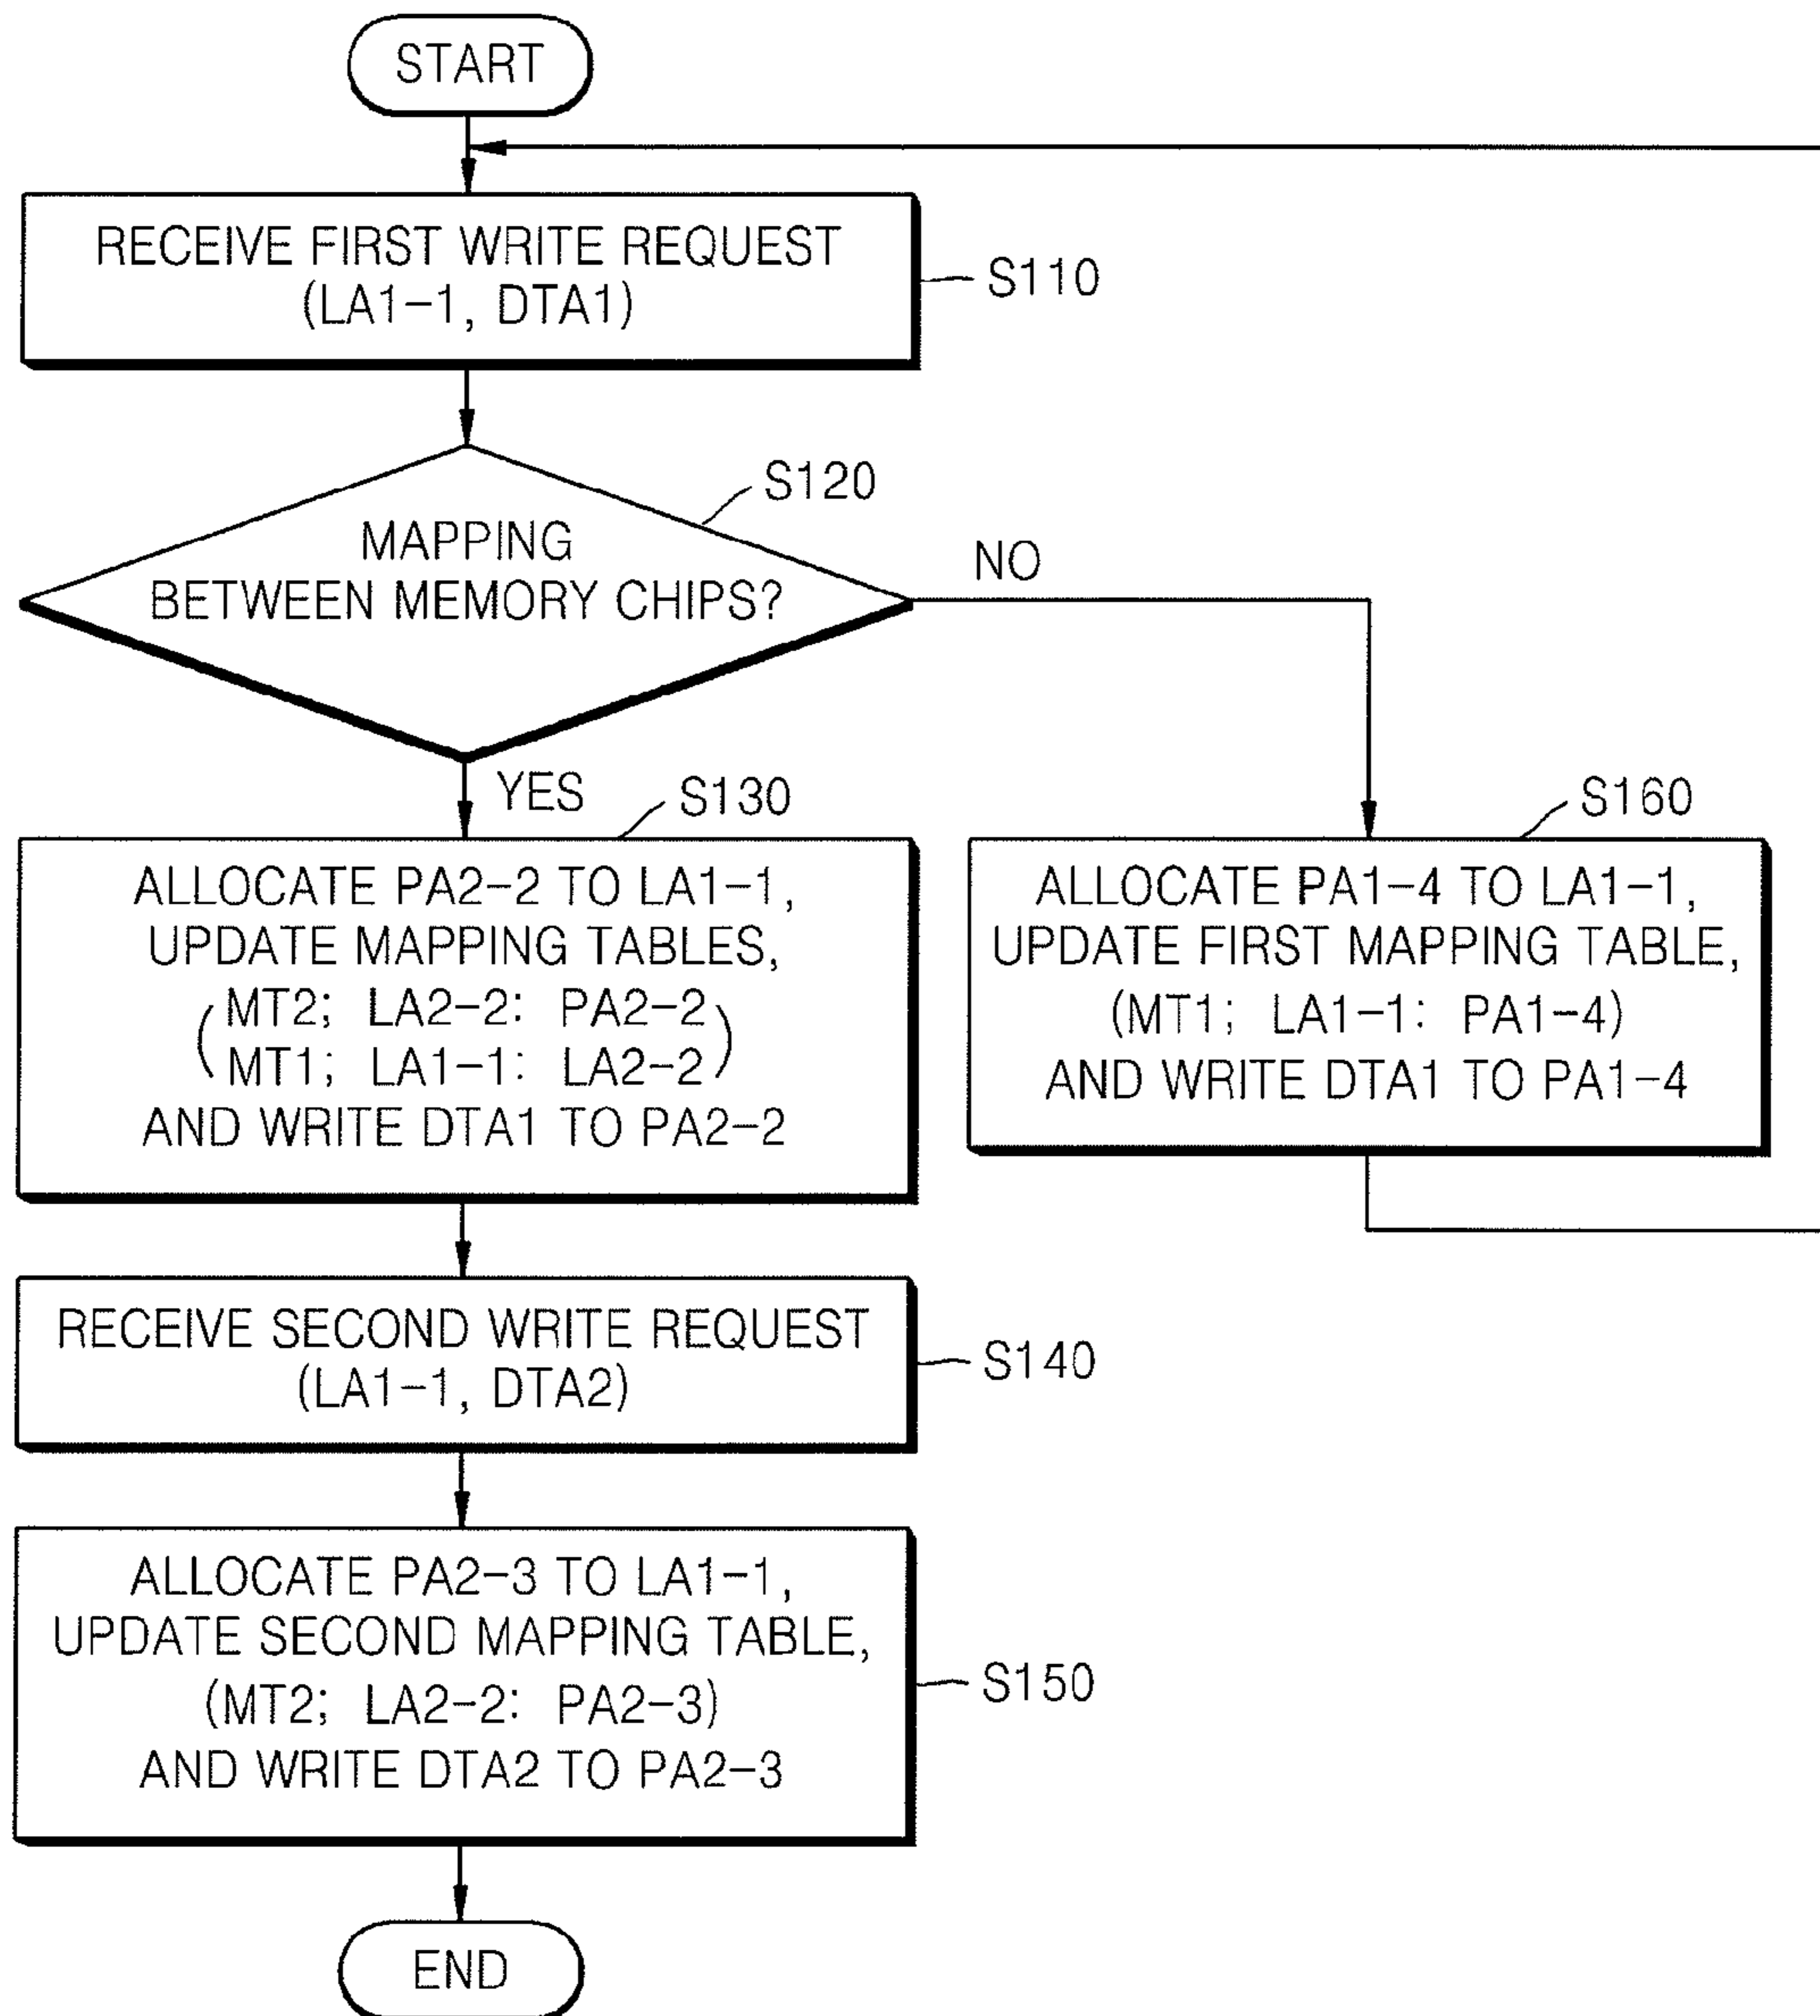 START
RECEIVE FIRST WRITE REQUEST
(LA1-1, DTA1)
S110
S120
MAPPING
BETWEEN MEMORY CHIPS?
NO
YES
S130
ALLOCATE PA2-2 TO LA1-1,
UPDATE MAPPING TABLES,
(MT2; LA2-2: PA2-2
MT1; LA1-1: LA2-2)
AND WRITE DTA1 TO PA2-2
S160
ALLOCATE PA1-4 TO LA1-1,
UPDATE FIRST MAPPING TABLE,
(MT1; LA1-1: PA1-4)
AND WRITE DTA1 TO PA1-4
RECEIVE SECOND WRITE REQUEST
(LA1-1, DTA2)
S140
ALLOCATE PA2-3 TO LA1-1,
UPDATE SECOND MAPPING TABLE,
(MT2; LA2-2: PA2-3)
AND WRITE DTA2 TO PA2-3
S150
END